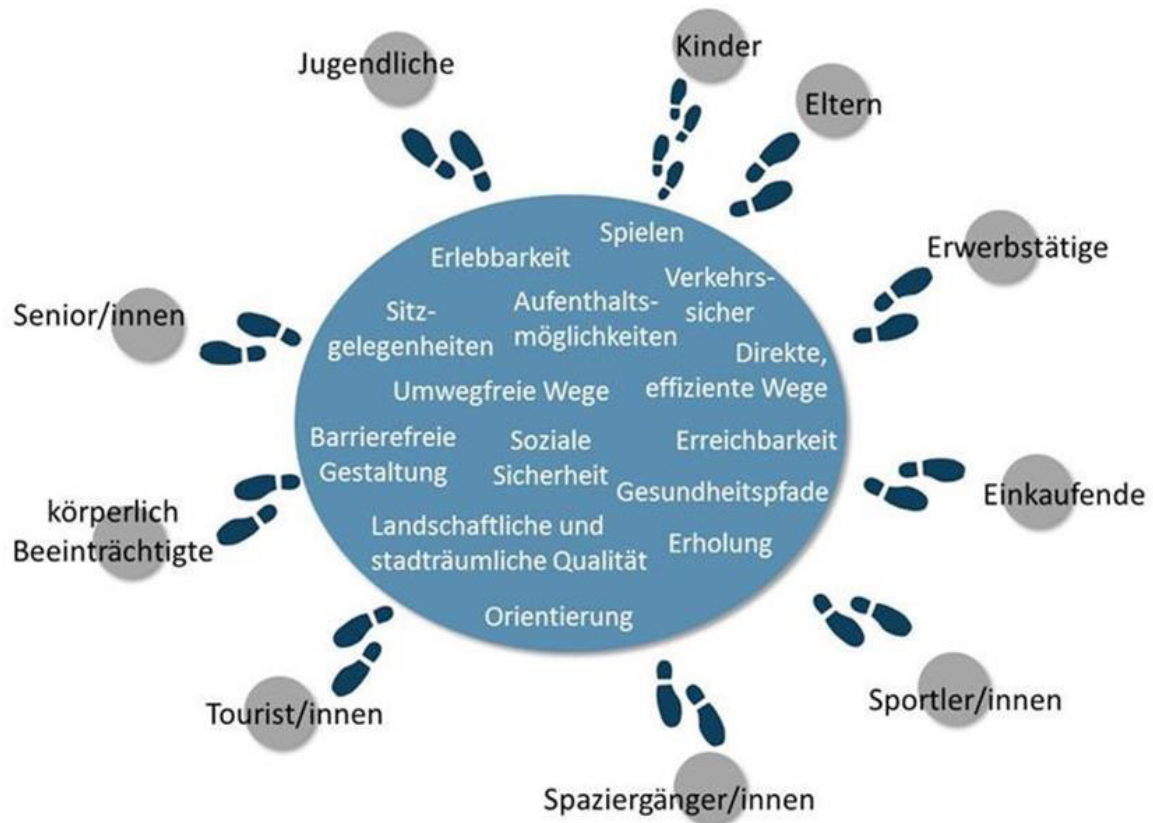 Kinder
Jugendliche
Eltern
Spielen
Erlebbarkeit
Erwerbstätige
Verkehrs-
sicher
Aufenthalts-
möglichkeiten
Sitz-
gelegenheiten
Senior/innen
Direkte,
effiziente Wege
Umwegfreie Wege
Barrierefreie
Gestaltung
Soziale
Sicherheit
Erreichbarkeit
Gesundheitspfade
Einkaufende
körperlich
Beeinträchtigte
Landschaftliche und
stadträumliche Qualität
Erholung
Orientierung
Tourist/innen
Sportler/innen
Spaziergänger/innen